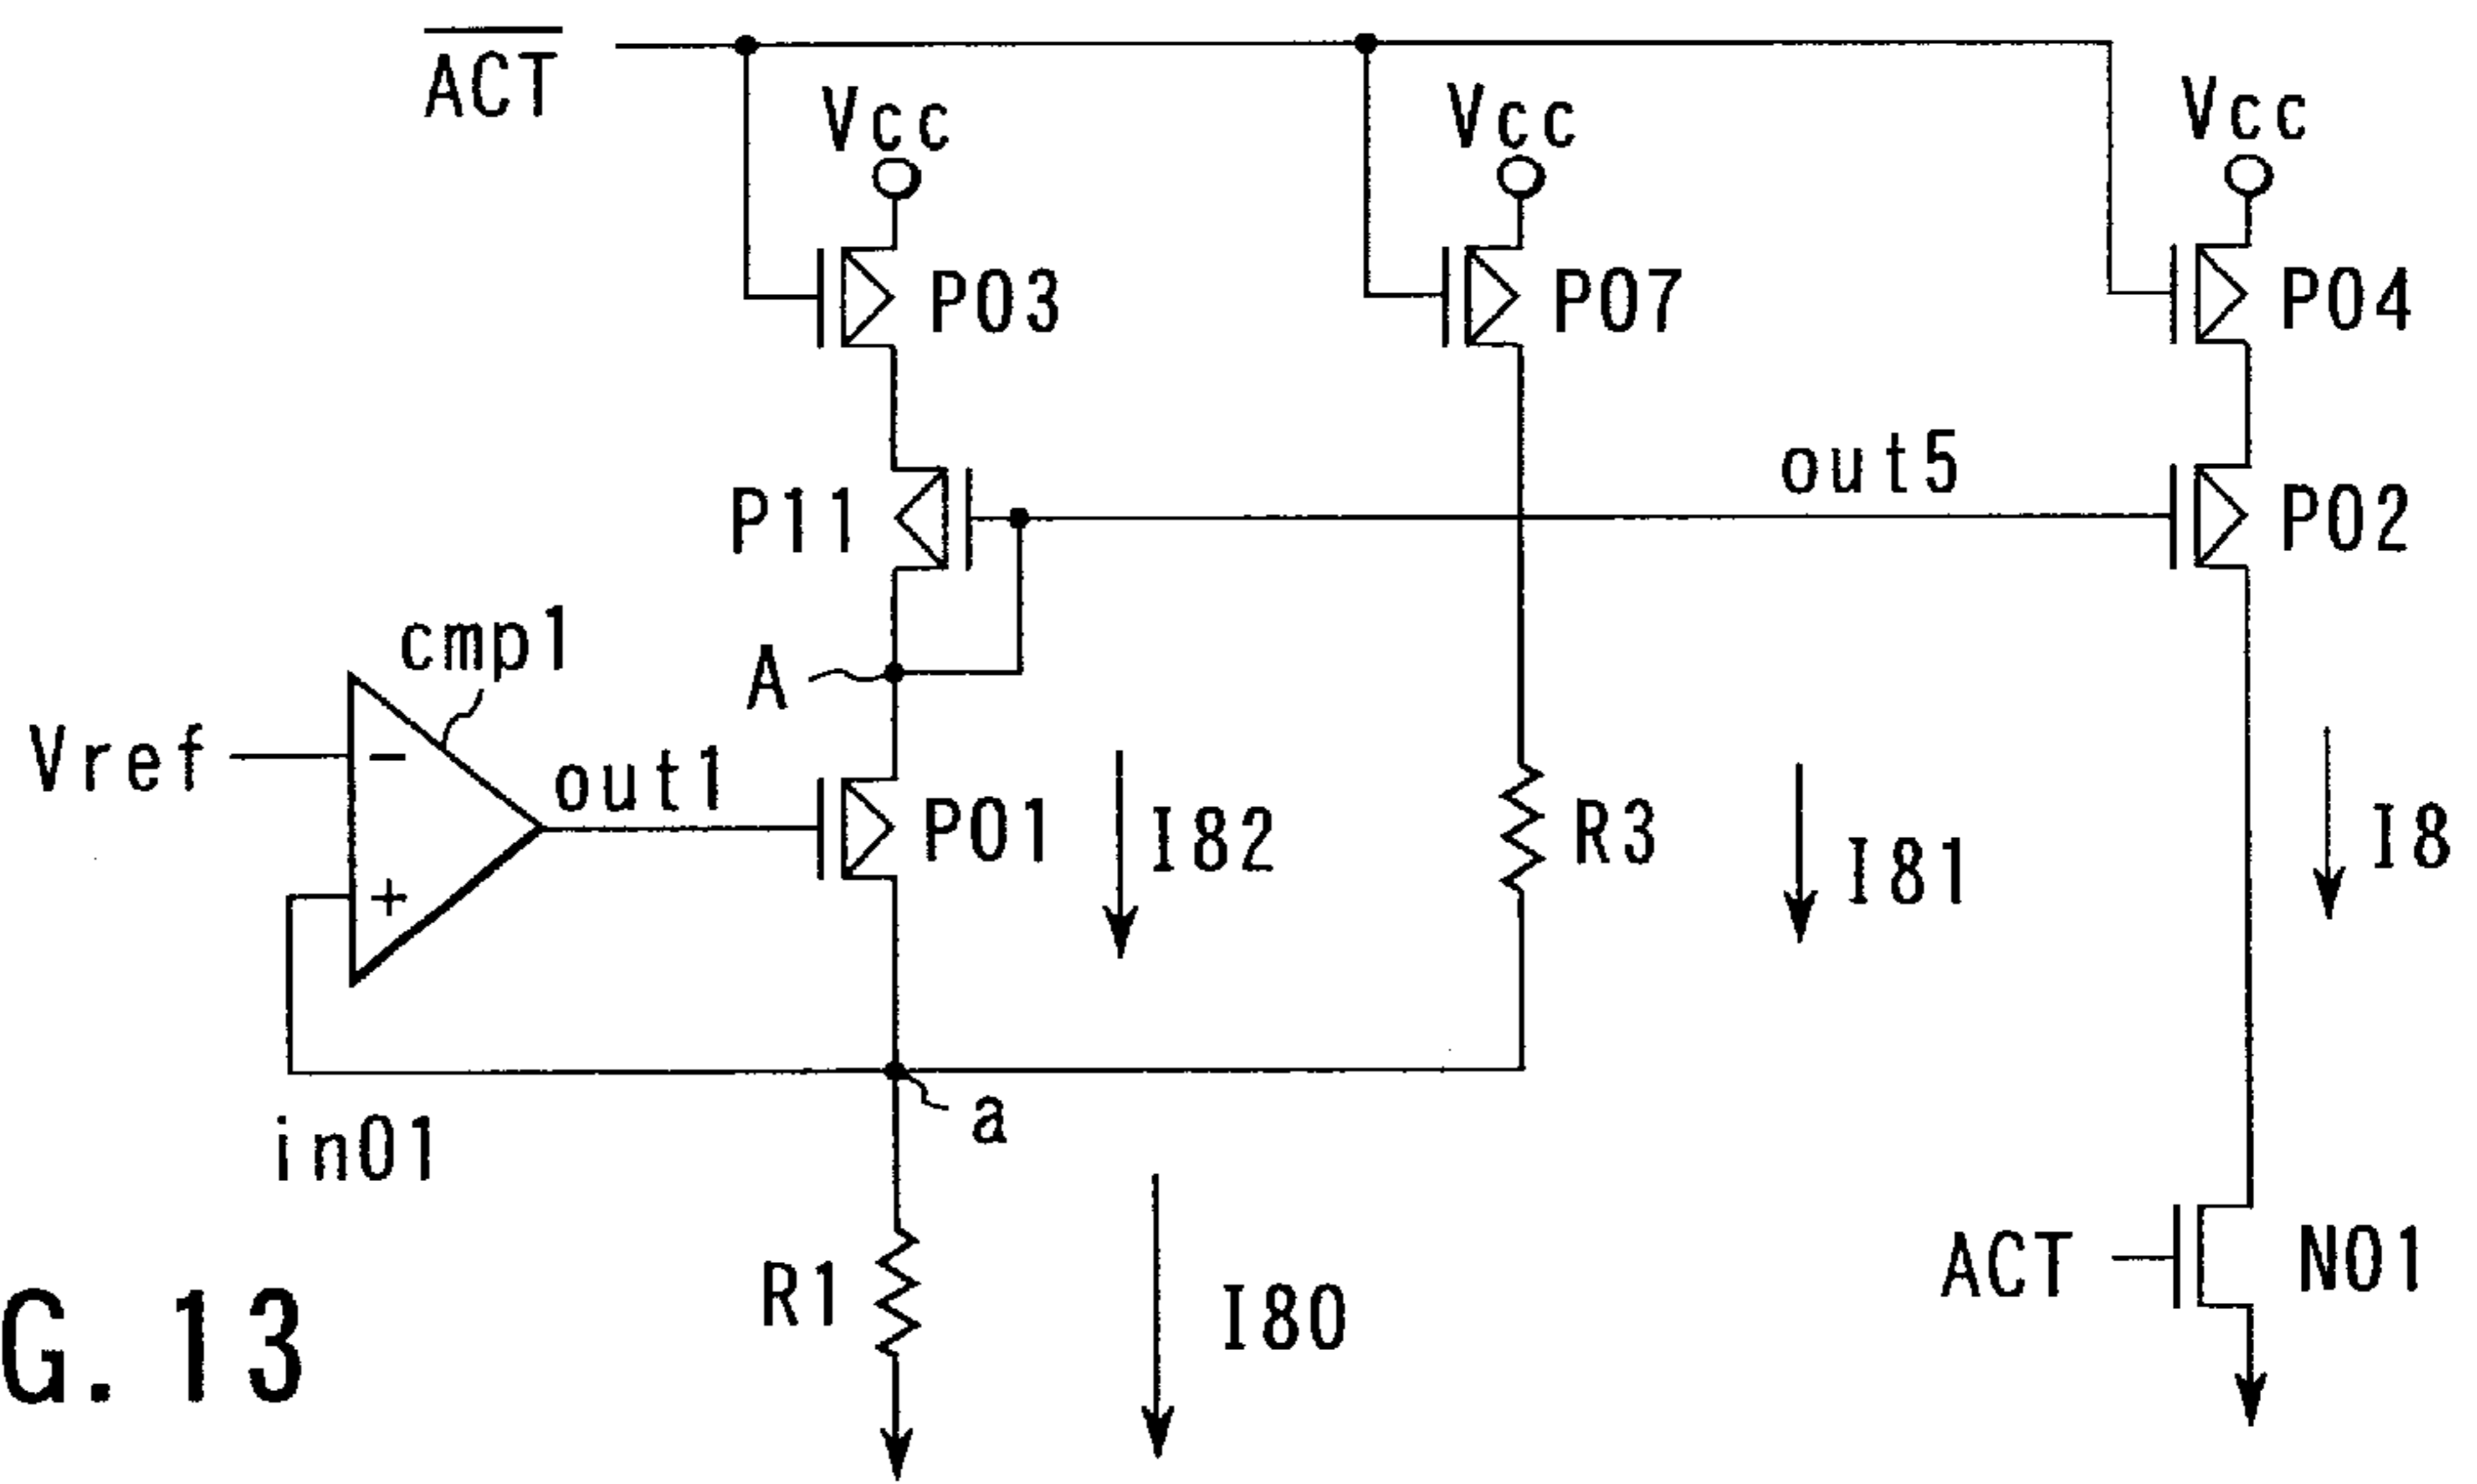 ACT
Vcc
Vcc
Vcc
P03
P07
P04
P11
out5
P02
cmp1
A
Vref
-
out1
P01
I82
R3
I81
I8
+
a
in01
R1
I80
ACT
N01
G. 13